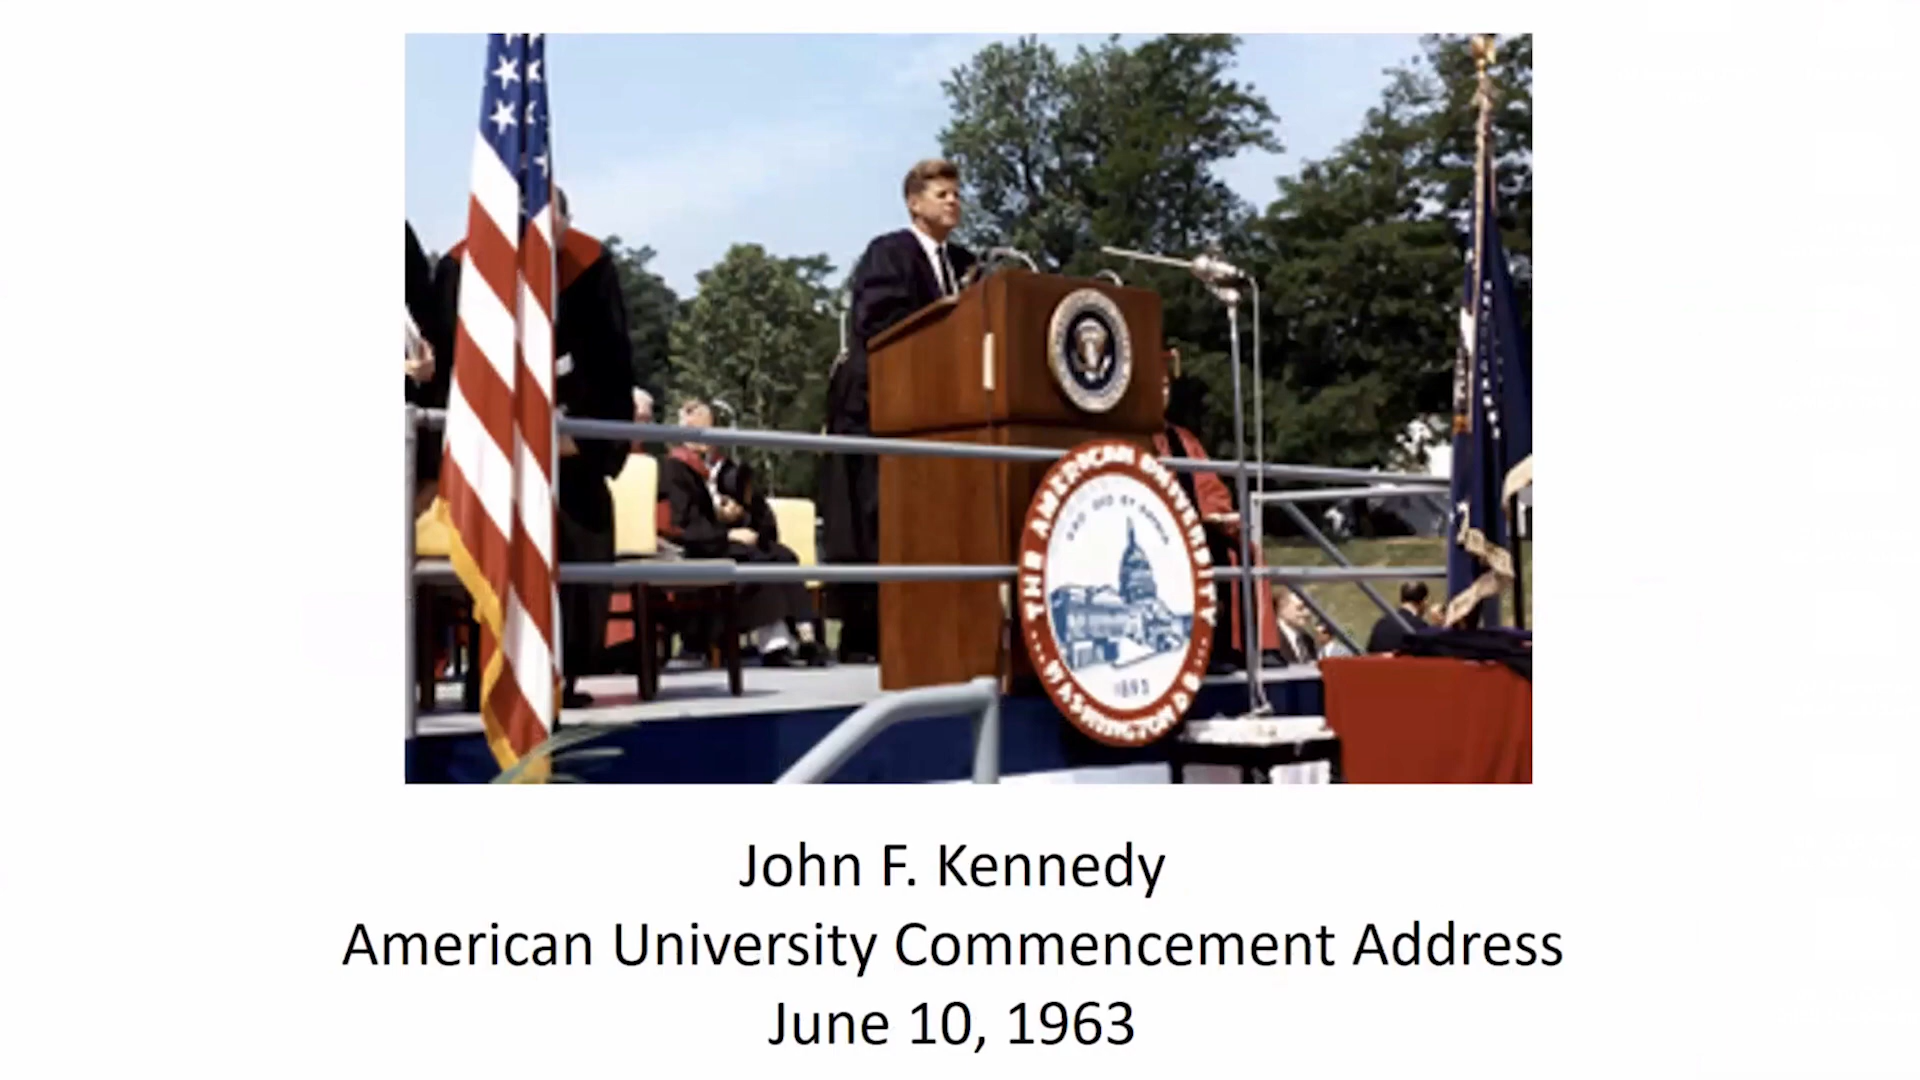 THE AMERICAN UNIVERSITY
WASHINGTON D.C.
1893
John F. Kennedy
American University Commencement Address
June 10, 1963